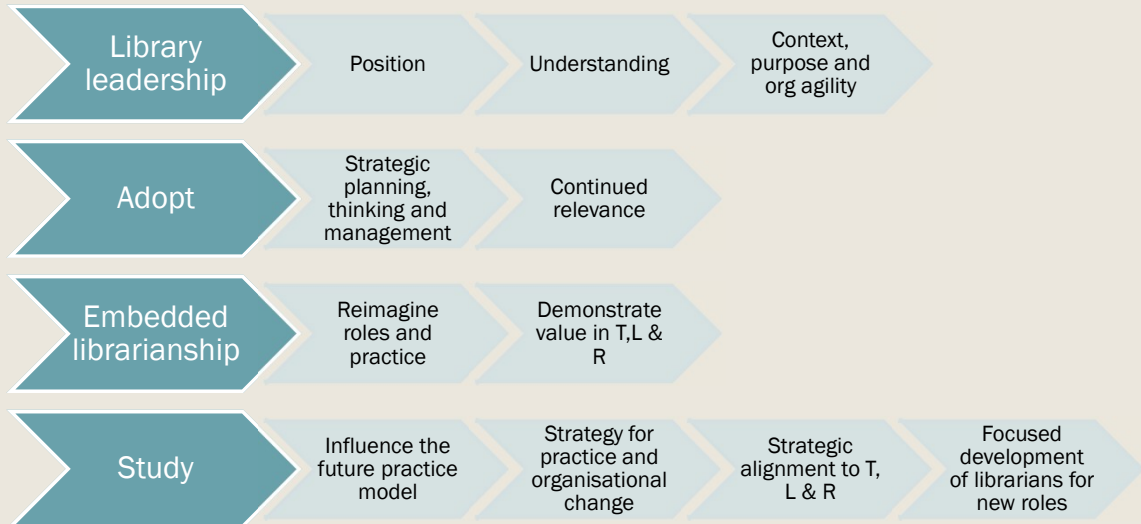 Library
leadership
Position
Understanding
Context,
purpose and
org agility
Adopt
Strategic
planning,
thinking and
management
Continued
relevance
Embedded
librarianship
Reimagine
roles and
practice
Demonstrate
value in T,L &
R
Study
Influence the
future practice
model
Strategy for
practice and
organisational
change
Strategic
alignment to T,
L & R
Focused
development
of librarians for
new roles